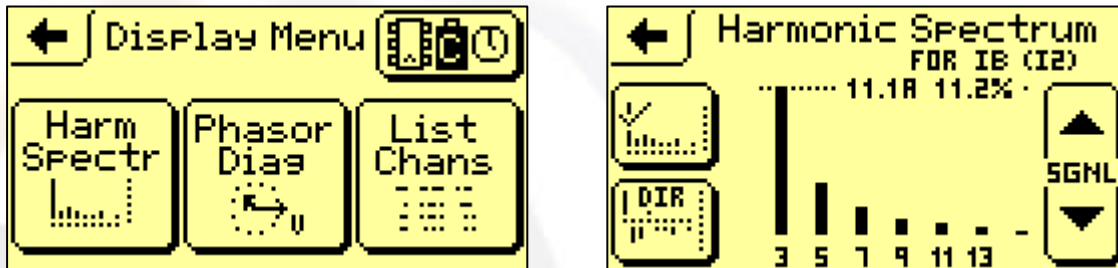 Display Menu
C
Harm
Spectr
Phasor
Diag
U
List
Chans
Harmonic Spectrum
FOR IB (I2)
11.1A 11.2%
DIR
SGNL
3 5 7 9 11 13